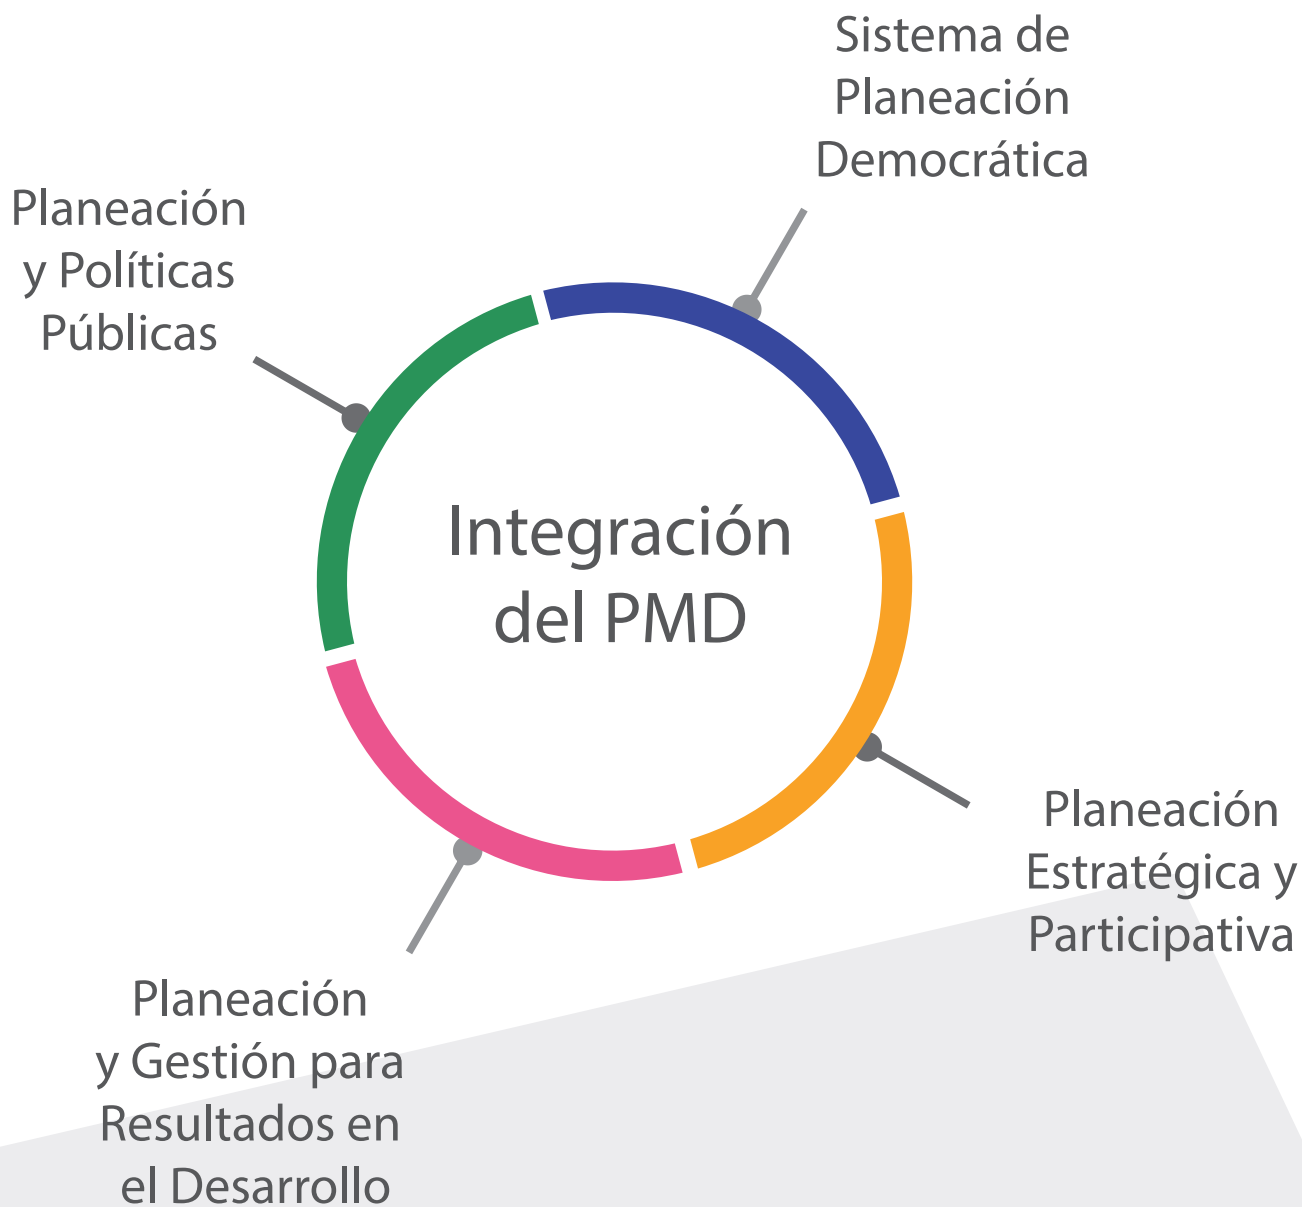 Sistema de
Planeación
Democrática
Planeación
y Políticas
Públicas
Integración
del PMD
Planeación
Estratégica y
Participativa
Planeación
y Gestión para
Resultados en
el Desarrollo